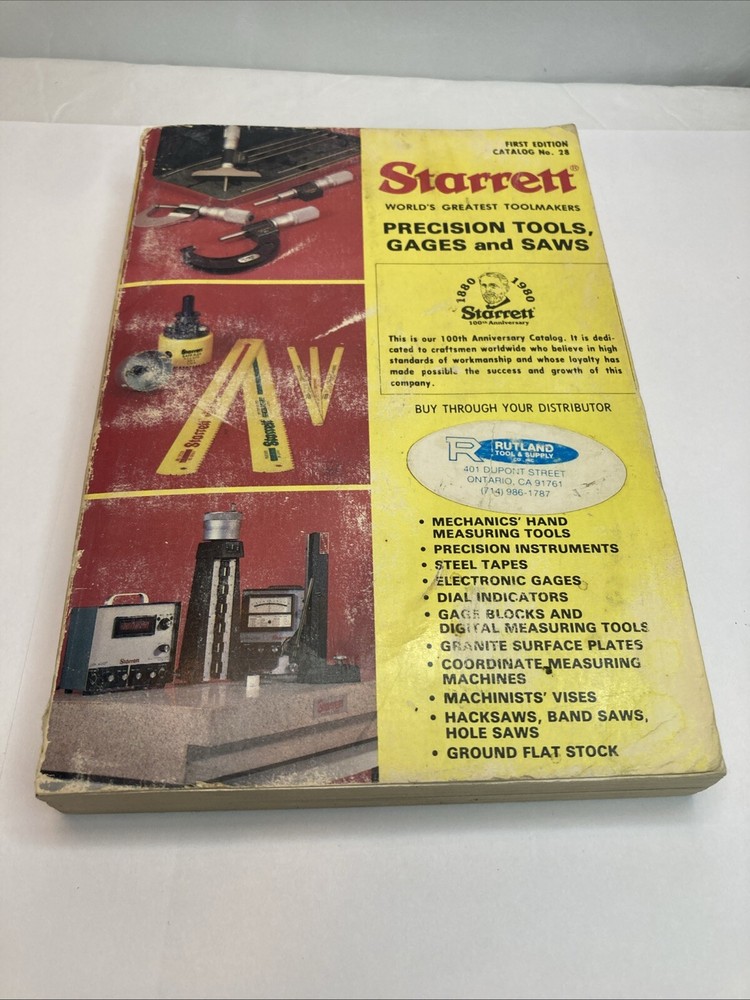 FIRST EDITION
CATALOG No. 28
Starrett®
WORLD'S GREATEST TOOLMAKERS
PRECISION TOOLS,
GAGES and SAWS
1880 1980
Starrett
100th Anniversary
This is our 100th Anniversary Catalog. It is dedi-
cated to craftsmen worldwide who believe in high
standards of workmanship and whose loyalty has
made possible the success and growth of this
company.
BUY THROUGH YOUR DISTRIBUTOR
R RUTLAND
TOOL & SUPPLY
CO., INC.
401 DUPONT STREET
ONTARIO, CA 91761
(714) 986-1787
• MECHANICS' HAND
MEASURING TOOLS
• PRECISION INSTRUMENTS
• STEEL TAPES
• ELECTRONIC GAGES
• DIAL INDICATORS
• GAGE BLOCKS AND
DIGITAL MEASURING TOOLS
• GRANITE SURFACE PLATES
• COORDINATE MEASURING
MACHINES
• MACHINISTS' VISES
• HACKSAWS, BAND SAWS,
HOLE SAWS
• GROUND FLAT STOCK
Starrett
Starrett
Starrett
Starrett